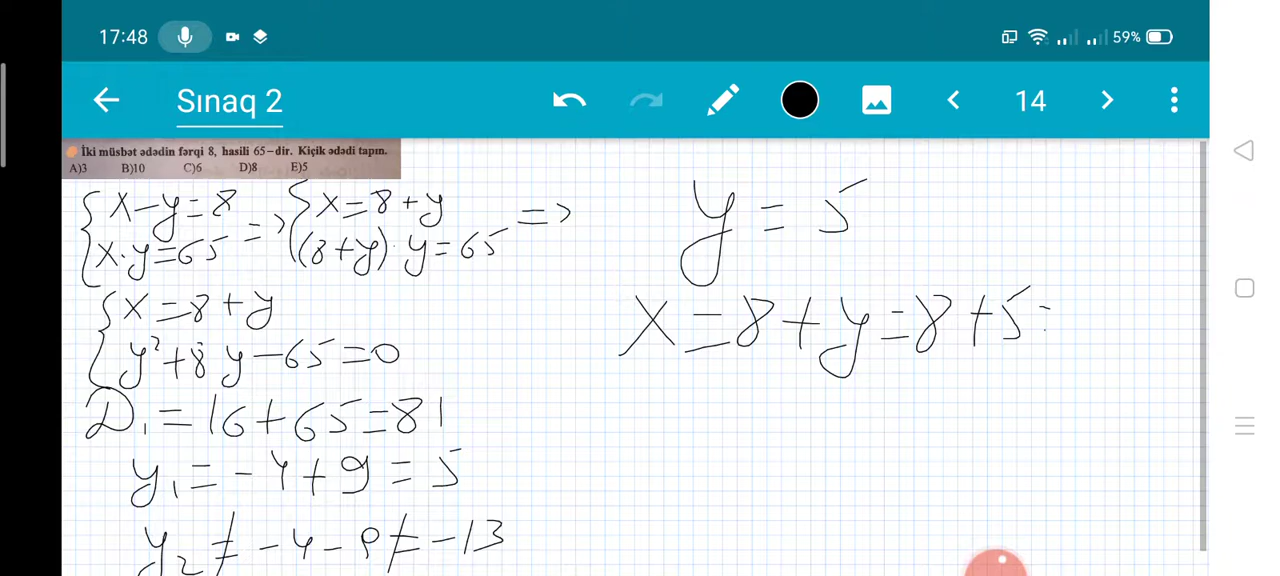 17:48 59%
Sınaq 2 14
İki müsbət ədədin fərqi 8, hasili 65-dir. Kiçik ədədi tapın.
A)3 B)10 C)6 D)8 E)5
{x-y=8 => {x=8+y =>
x·y=65 (8+y)·y=65
{x=8+y
y²+8y-65=0
D₁=16+65=81
y₁=-4+9=5
y₂≠-4-9≠-13
y=5
x=8+y=8+5=